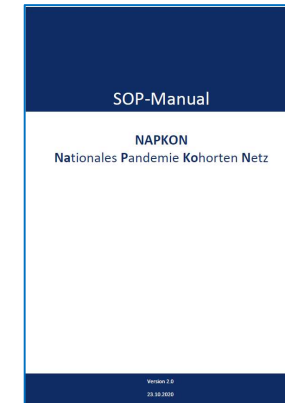 SOP-Manual
NAPKON
Nationales Pandemie Kohorten Netz
Version 2.0
23.10.2020